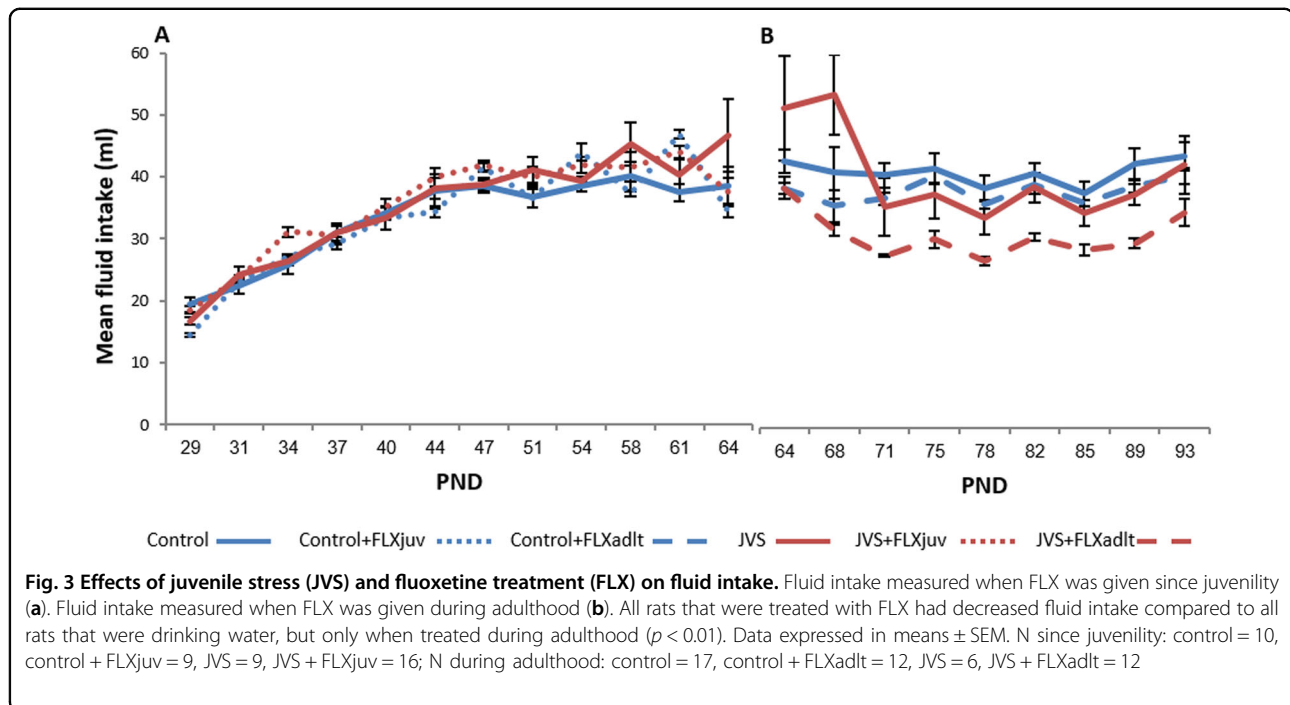 A
B
60
50
40
30
20
10
0
Mean fluid intake (ml)
29 31 34 37 40 44 47 51 54 58 61 64
64 68 71 75 78 82 85 89 93
PND
PND
Control Control+FLXjuv Control+FLXadlt JVS JVS+FLXjuv JVS+FLXadlt
Fig. 3 Effects of juvenile stress (JVS) and fluoxetine treatment (FLX) on fluid intake. Fluid intake measured when FLX was given since juvenility
(a). Fluid intake measured when FLX was given during adulthood (b). All rats that were treated with FLX had decreased fluid intake compared to all
rats that were drinking water, but only when treated during adulthood (p < 0.01). Data expressed in means ± SEM. N since juvenility: control = 10,
control + FLXjuv = 9, JVS = 9, JVS + FLXjuv = 16; N during adulthood: control = 17, control + FLXadlt = 12, JVS = 6, JVS + FLXadlt = 12